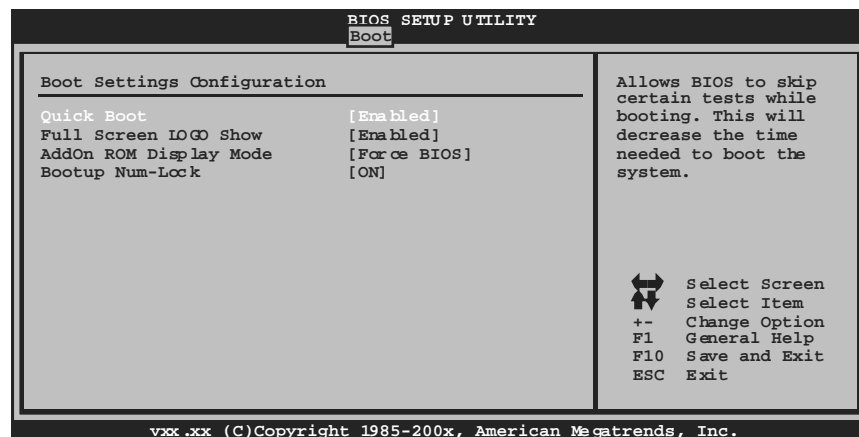 BIOS SETUP UTILITY
Boot
Boot Settings Configuration
Quick Boot [Enabled]
Full Screen LOGO Show [Enabled]
AddOn ROM Display Mode [Force BIOS]
Bootup Num-Lock [ON]
Allows BIOS to skip
certain tests while
booting. This will
decrease the time
needed to boot the
system.
Select Screen
Select Item
+- Change Option
F1 General Help
F10 Save and Exit
ESC Exit
vxx.xx (C)Copyright 1985-200x, American Megatrends, Inc.